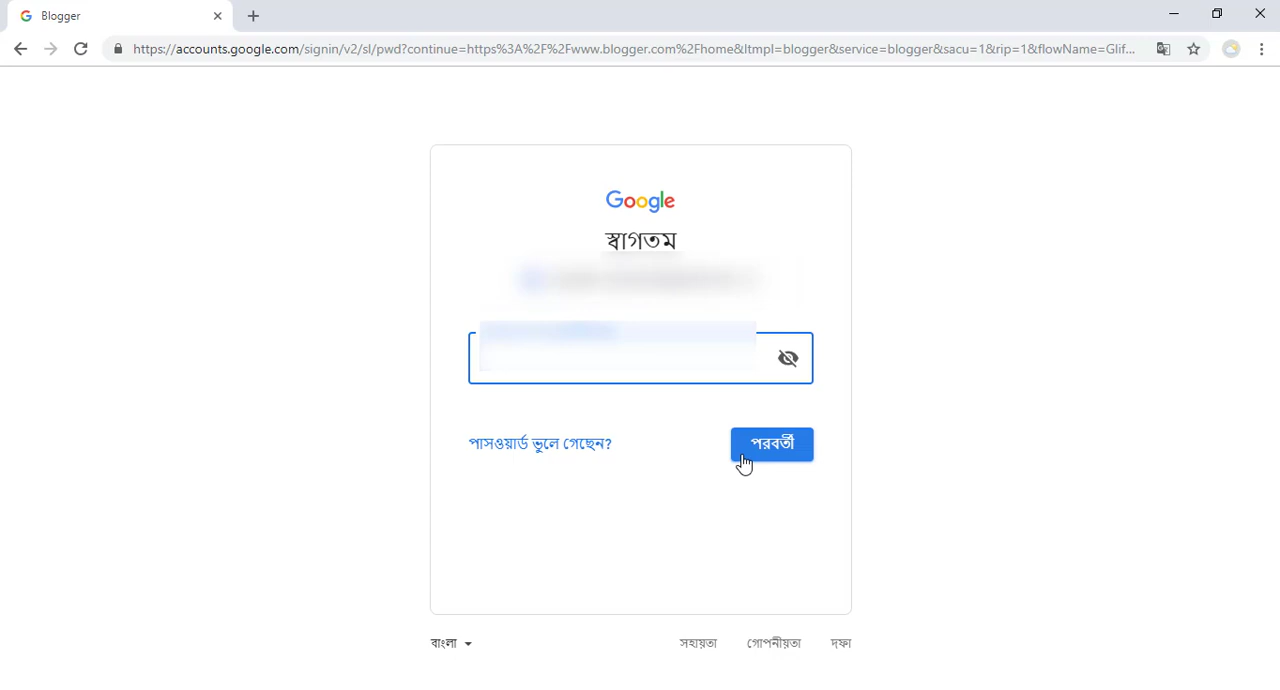 Blogger
https://accounts.google.com/signin/v2/sl/pwd?continue=https%3A%2F%2Fwww.blogger.com%2Fhome&ltmpl=blogger&service=blogger&sacu=1&rip=1&flowName=Glif...
Google
স্বাগতম
পাসওয়ার্ড ভুলে গেছেন?
পরবর্তী
বাংলা
সহায়তা
গোপনীয়তা
দফা